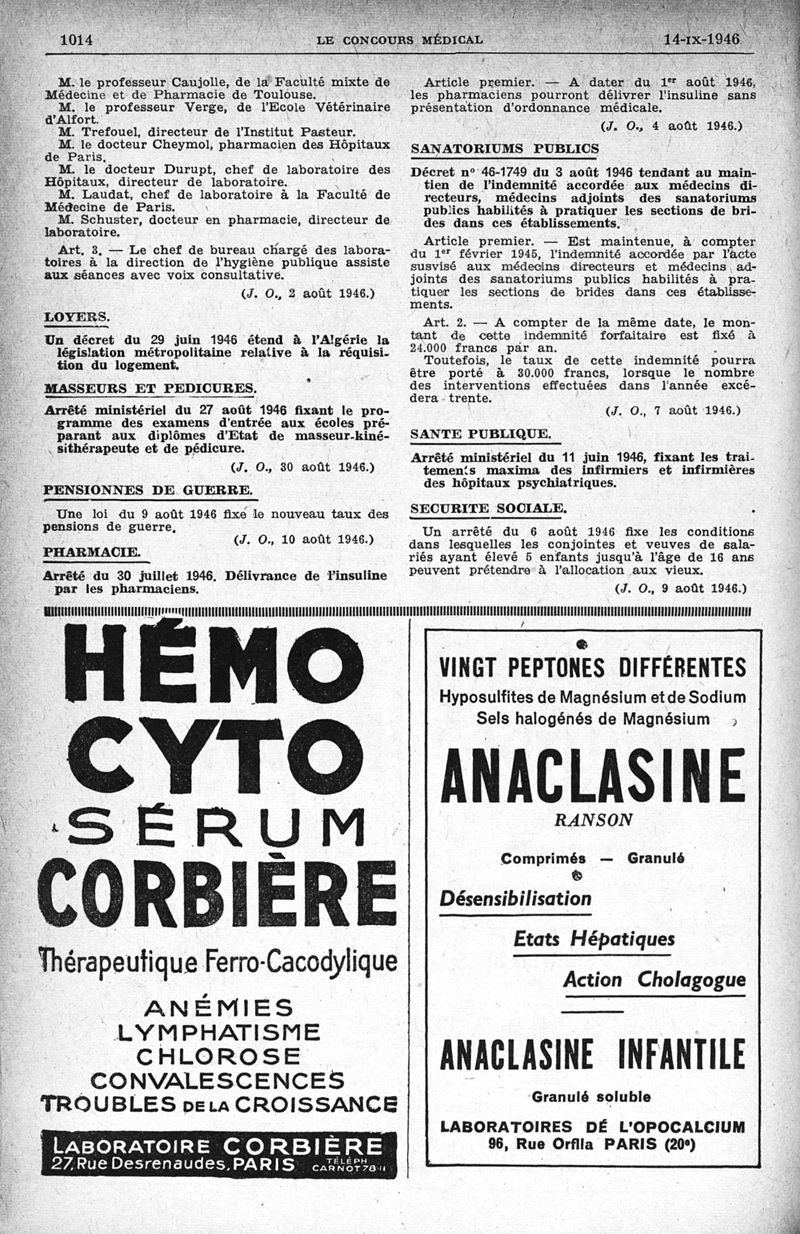 1014
LE CONCOURS MÉDICAL
14-IX-1946
M. le professeur Caujolle, de la Faculté mixte de
Médecine et de Pharmacie de Toulouse.
M. le professeur Verge, de l'Ecole Vétérinaire
d'Alfort.
M. Trefouel, directeur de l'Institut Pasteur.
M. le docteur Cheymol, pharmacien des Hôpitaux
de Paris.
M. le docteur Durupt, chef de laboratoire des
Hôpitaux, directeur de laboratoire.
M. Laudat, chef de laboratoire à la Faculté de
Médecine de Paris.
M. Schuster, docteur en pharmacie, directeur de
laboratoire.
Art. 3. — Le chef de bureau chargé des labora-
toires à la direction de l'hygiène publique assiste
aux séances avec voix consultative.
(J. O., 2 août 1946.)
LOYERS.
Un décret du 29 juin 1946 étend à l'Algérie la
législation métropolitaine relative à la réquisi-
tion du logement.
MASSEURS ET PEDICURES.
Arrêté ministériel du 27 août 1946 fixant le pro-
gramme des examens d'entrée aux écoles pré-
parant aux diplômes d'Etat de masseur-kiné-
sithérapeute et de pédicure.
(J. O., 30 août 1946.)
PENSIONNES DE GUERRE.
Une loi du 9 août 1946 fixe le nouveau taux des
pensions de guerre.
(J. O., 10 août 1946.)
PHARMACIE.
Arrêté du 30 juillet 1946. Délivrance de l'insuline
par les pharmaciens.
Article premier. — A dater du 1er août 1946,
les pharmaciens pourront délivrer l'insuline sans
présentation d'ordonnance médicale.
(J. O., 4 août 1946.)
SANATORIUMS PUBLICS
Décret n° 46-1749 du 3 août 1946 tendant au main-
tien de l'indemnité accordée aux médecins di-
recteurs, médecins adjoints des sanatoriums
publics habilités à pratiquer les sections de bri-
des dans ces établissements.
Article premier. — Est maintenue, à compter
du 1er février 1945, l'indemnité accordée par l'acte
susvisé aux médecins directeurs et médecins ad-
joints des sanatoriums publics habilités à pra-
tiquer les sections de brides dans ces établisse-
ments.
Art. 2. — A compter de la même date, le mon-
tant de cette indemnité forfaitaire est fixé à
24.000 francs par an.
Toutefois, le taux de cette indemnité pourra
être porté à 30.000 francs, lorsque le nombre
des interventions effectuées dans l'année excé-
dera trente.
(J. O., 7 août 1946.)
SANTE PUBLIQUE.
Arrêté ministériel du 11 juin 1946, fixant les trai-
tements maxima des infirmiers et infirmières
des hôpitaux psychiatriques.
SECURITE SOCIALE.
Un arrêté du 6 août 1946 fixe les conditions
dans lesquelles les conjointes et veuves de sala-
riés ayant élevé 5 enfants jusqu'à l'âge de 16 ans
peuvent prétendre à l'allocation aux vieux.
(J. O., 9 août 1946.)
HÉMO
CYTO
SÉRUM
CORBIÈRE
Thérapeutique Ferro-Cacodylique
ANÉMIES
LYMPHATISME
CHLOROSE
CONVALESCENCES
TROUBLES DE LA CROISSANCE
LABORATOIRE CORBIÈRE
27, Rue Desrenaudes, PARIS TÉLÉPH CARNOT 78-11
VINGT PEPTONES DIFFÉRENTES
Hyposulfites de Magnésium et de Sodium
Sels halogénés de Magnésium
ANACLASINE
RANSON
Comprimés — Granulé
Désensibilisation
Etats Hépatiques
Action Cholagogue
ANACLASINE INFANTILE
Granulé soluble
LABORATOIRES DÉ L'OPOCALCIUM
96, Rue Orfila PARIS (20e)